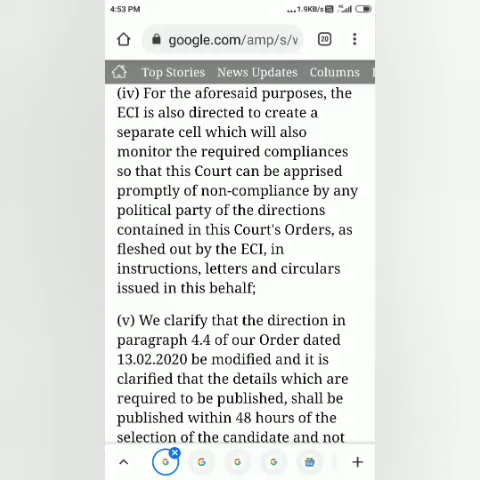 4:53 PM
...1.9KB/s
google.com/amp/s/v
20
Top Stories News Updates Columns
(iv) For the aforesaid purposes, the
ECI is also directed to create a
separate cell which will also
monitor the required compliances
so that this Court can be apprised
promptly of non-compliance by any
political party of the directions
contained in this Court's Orders, as
fleshed out by the ECI, in
instructions, letters and circulars
issued in this behalf;
(v) We clarify that the direction in
paragraph 4.4 of our Order dated
13.02.2020 be modified and it is
clarified that the details which are
required to be published, shall be
published within 48 hours of the
selection of the candidate and not